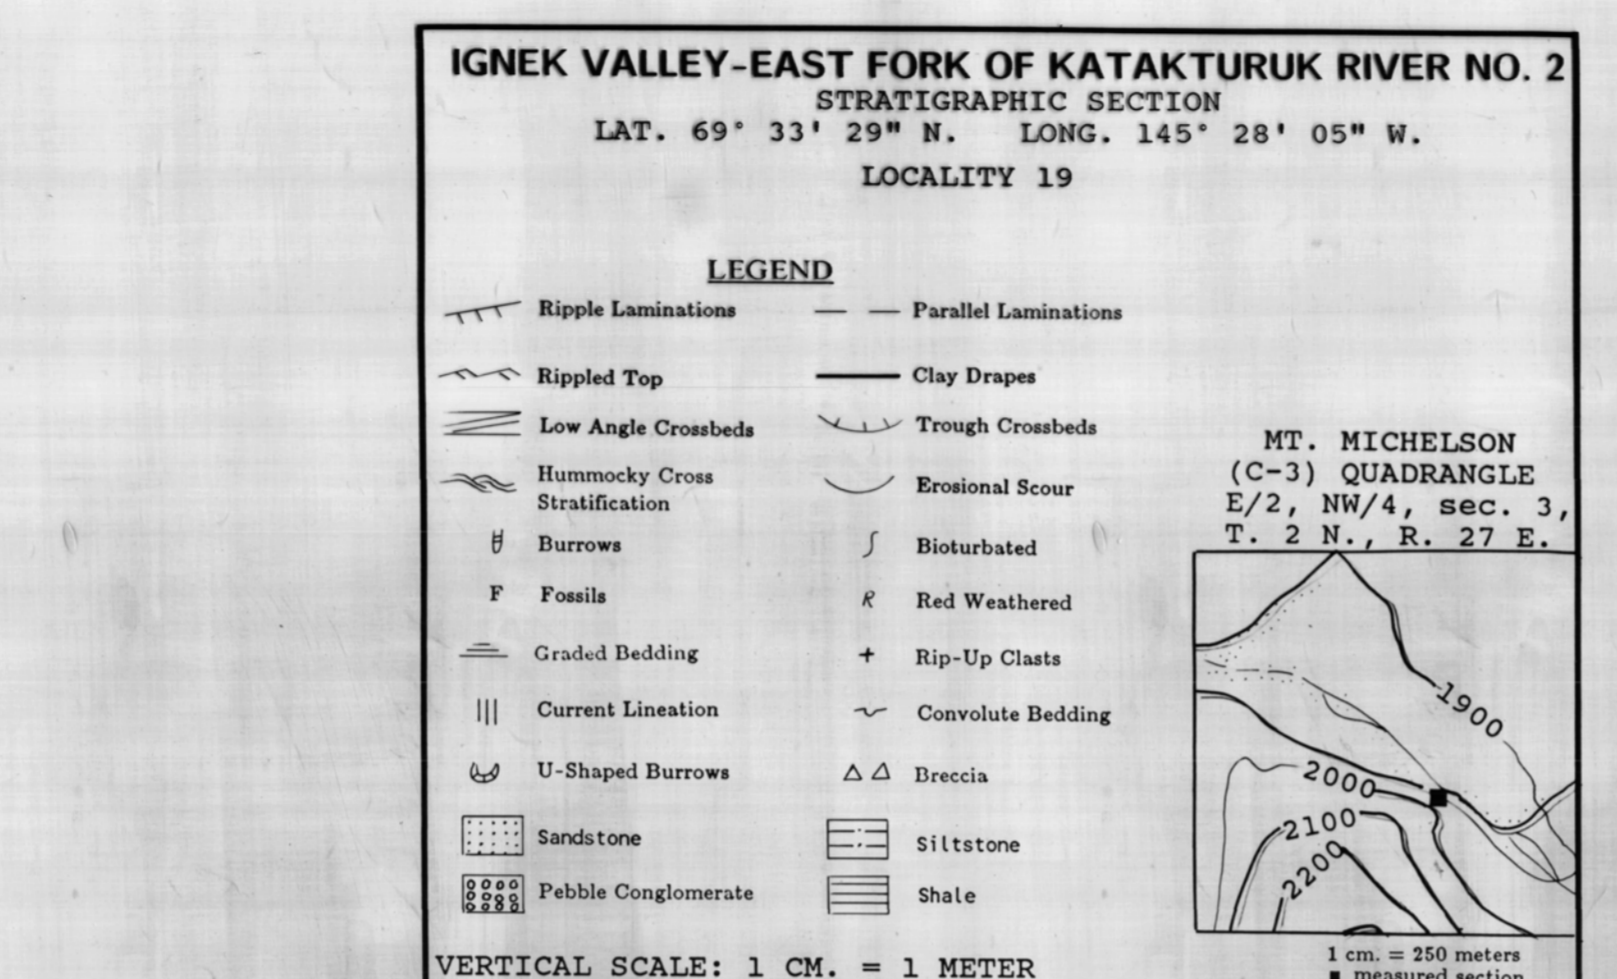 IGNEK VALLEY-EAST FORK OF KATAKTURUK RIVER NO. 2
STRATIGRAPHIC SECTION
LAT. 69° 33' 29" N. LONG. 145° 28' 05" W.
LOCALITY 19
LEGEND
Ripple Laminations
Parallel Laminations
Rippled Top
Clay Drapes
Low Angle Crossbeds
Trough Crossbeds
Hummocky Cross
Stratification
Erosional Scour
Burrows
Bioturbated
F Fossils
R Red Weathered
Graded Bedding
Rip-Up Clasts
Current Lineation
Convolute Bedding
U-Shaped Burrows
Breccia
Sandstone
Siltstone
Pebble Conglomerate
Shale
VERTICAL SCALE: 1 CM. = 1 METER
MT. MICHELSON
(C-3) QUADRANGLE
E/2, NW/4, sec. 3,
T. 2 N., R. 27 E.
1900
2000
2100
2200
1 cm. = 250 meters
measured section